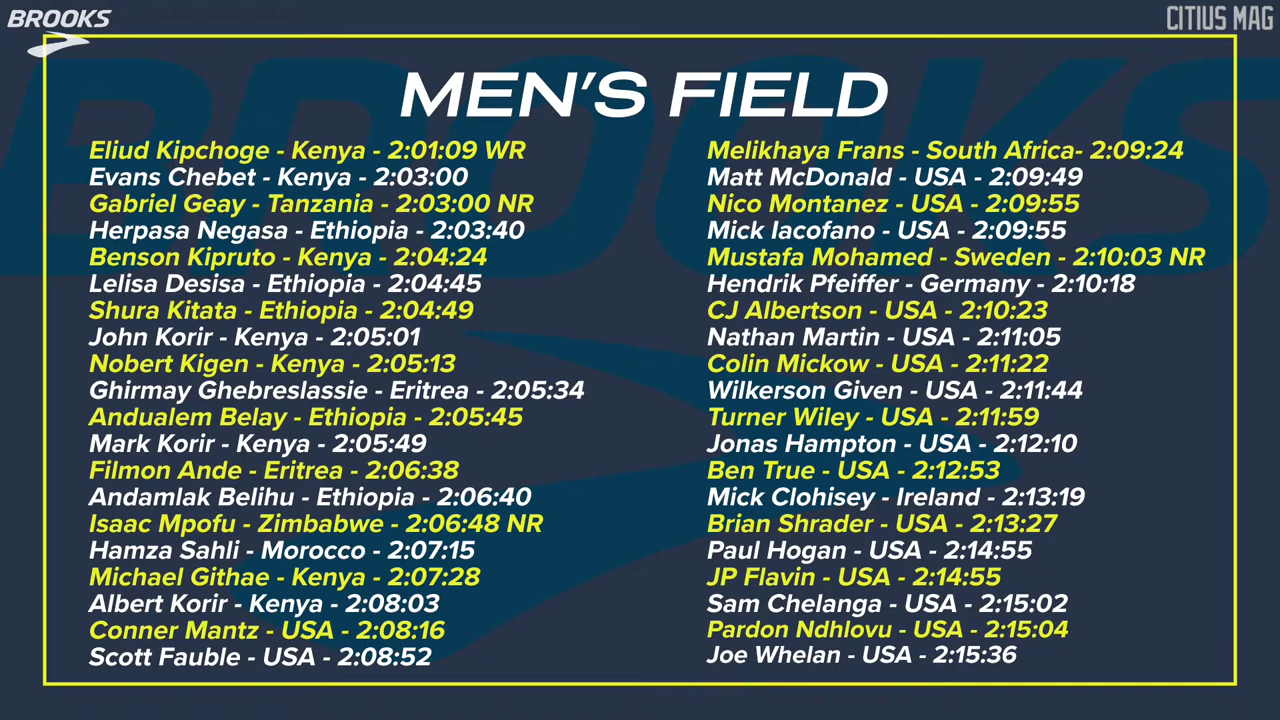 BROOKS
CITIUS MAG
MEN'S FIELD
Eliud Kipchoge - Kenya - 2:01:09 WR
Evans Chebet - Kenya - 2:03:00
Gabriel Geay - Tanzania - 2:03:00 NR
Herpasa Negasa - Ethiopia - 2:03:40
Benson Kipruto - Kenya - 2:04:24
Lelisa Desisa - Ethiopia - 2:04:45
Shura Kitata - Ethiopia - 2:04:49
John Korir - Kenya - 2:05:01
Nobert Kigen - Kenya - 2:05:13
Ghirmay Ghebreslassie - Eritrea - 2:05:34
Andualem Belay - Ethiopia - 2:05:45
Mark Korir - Kenya - 2:05:49
Filmon Ande - Eritrea - 2:06:38
Andamlak Belihu - Ethiopia - 2:06:40
Isaac Mpofu - Zimbabwe - 2:06:48 NR
Hamza Sahli - Morocco - 2:07:15
Michael Githae - Kenya - 2:07:28
Albert Korir - Kenya - 2:08:03
Conner Mantz - USA - 2:08:16
Scott Fauble - USA - 2:08:52
Melikhaya Frans - South Africa- 2:09:24
Matt McDonald - USA - 2:09:49
Nico Montanez - USA - 2:09:55
Mick Iacofano - USA - 2:09:55
Mustafa Mohamed - Sweden - 2:10:03 NR
Hendrik Pfeiffer - Germany - 2:10:18
CJ Albertson - USA - 2:10:23
Nathan Martin - USA - 2:11:05
Colin Mickow - USA - 2:11:22
Wilkerson Given - USA - 2:11:44
Turner Wiley - USA - 2:11:59
Jonas Hampton - USA - 2:12:10
Ben True - USA - 2:12:53
Mick Clohisey - Ireland - 2:13:19
Brian Shrader - USA - 2:13:27
Paul Hogan - USA - 2:14:55
JP Flavin - USA - 2:14:55
Sam Chelanga - USA - 2:15:02
Pardon Ndhlovu - USA - 2:15:04
Joe Whelan - USA - 2:15:36
BROOKS